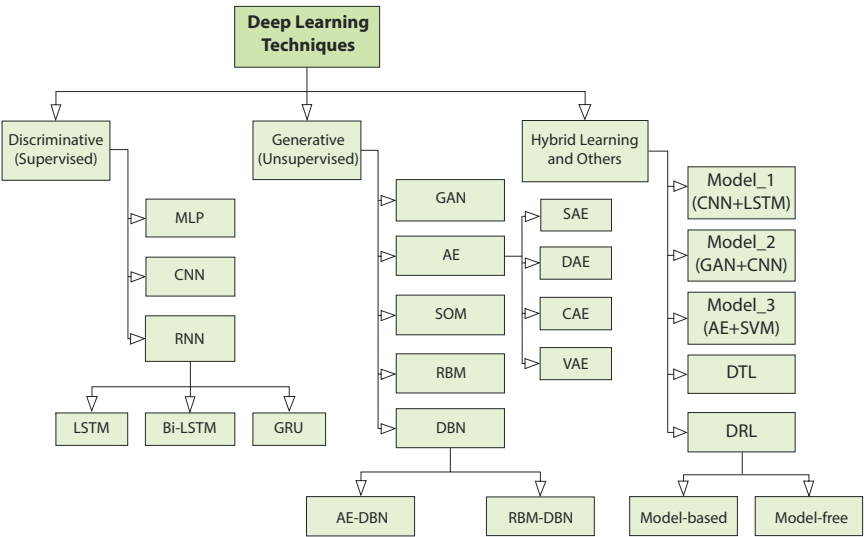 Deep Learning
Techniques
Discriminative
(Supervised)
Generative
(Unsupervised)
Hybrid Learning
and Others
MLP
CNN
RNN
LSTM
Bi-LSTM
GRU
GAN
AE
SOM
RBM
DBN
SAE
DAE
CAE
VAE
AE-DBN
RBM-DBN
Model_1
(CNN+LSTM)
Model_2
(GAN+CNN)
Model_3
(AE+SVM)
DTL
DRL
Model-based
Model-free